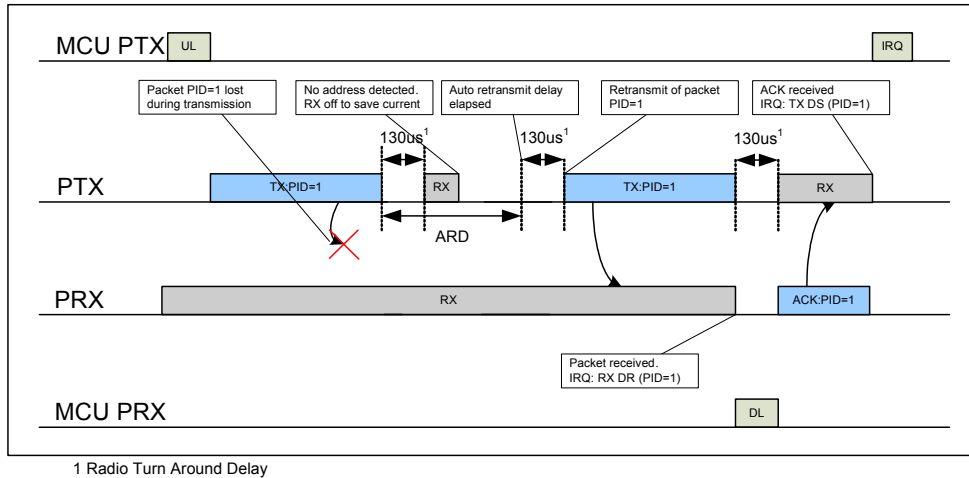 MCU PTX
UL
IRQ
Packet PID=1 lost
during transmission
No address detected.
RX off to save current
Auto retransmit delay
elapsed
Retransmit of packet
PID=1
ACK received
IRQ: TX DS (PID=1)
130us1
130us1
130us1
PTX
TX:PID=1
RX
TX:PID=1
RX
ARD
PRX
RX
ACK:PID=1
Packet received.
IRQ: RX DR (PID=1)
MCU PRX
DL
1 Radio Turn Around Delay